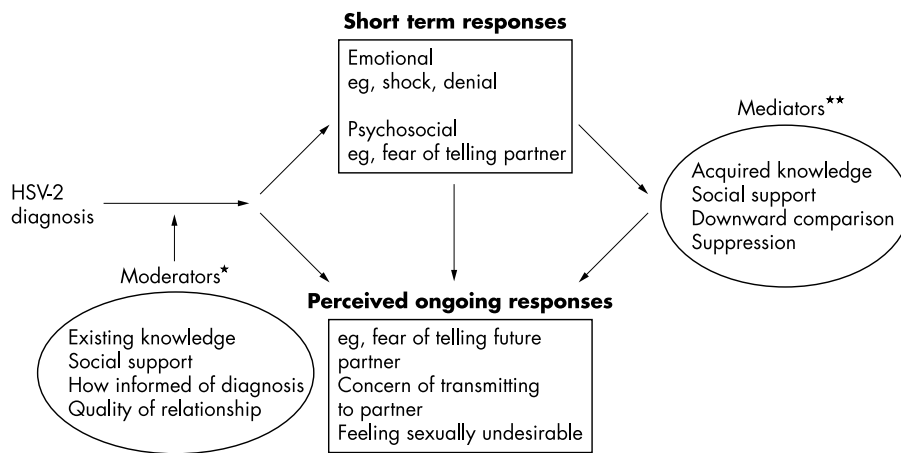 Short term responses
Emotional
eg, shock, denial
Psychosocial
eg, fear of telling partner
Mediators★★
Acquired knowledge
Social support
Downward comparison
Suppression
HSV-2
diagnosis
Moderators★
Existing knowledge
Social support
How informed of diagnosis
Quality of relationship
Perceived ongoing responses
eg, fear of telling future
partner
Concern of transmitting
to partner
Feeling sexually undesirable